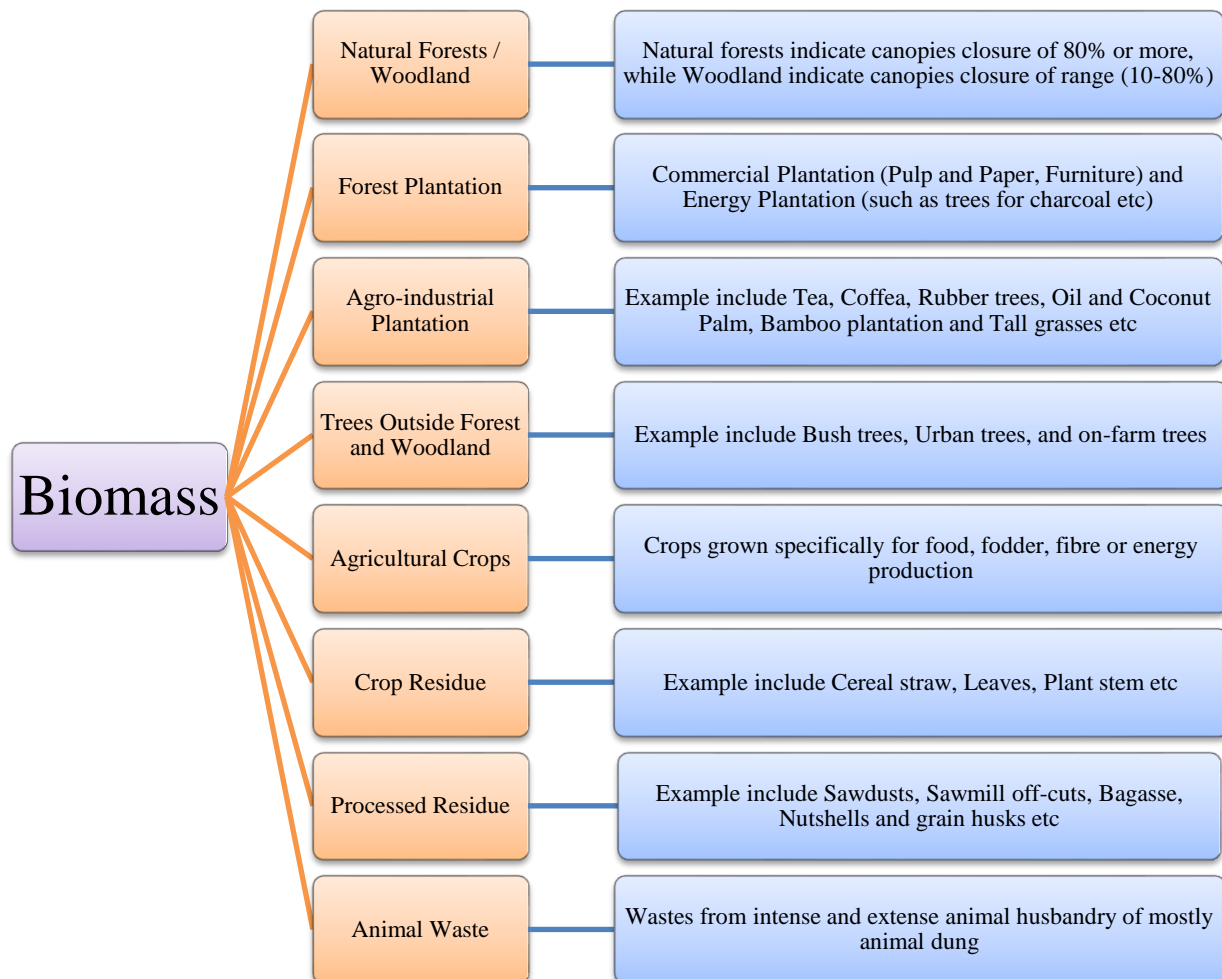 Biomass
Natural Forests /
Woodland
Natural forests indicate canopies closure of 80% or more,
while Woodland indicate canopies closure of range (10-80%)
Forest Plantation
Commercial Plantation (Pulp and Paper, Furniture) and
Energy Plantation (such as trees for charcoal etc)
Agro-industrial
Plantation
Example include Tea, Coffea, Rubber trees, Oil and Coconut
Palm, Bamboo plantation and Tall grasses etc
Trees Outside Forest
and Woodland
Example include Bush trees, Urban trees, and on-farm trees
Agricultural Crops
Crops grown specifically for food, fodder, fibre or energy
production
Crop Residue
Example include Cereal straw, Leaves, Plant stem etc
Processed Residue
Example include Sawdusts, Sawmill off-cuts, Bagasse,
Nutshells and grain husks etc
Animal Waste
Wastes from intense and extense animal husbandry of mostly
animal dung